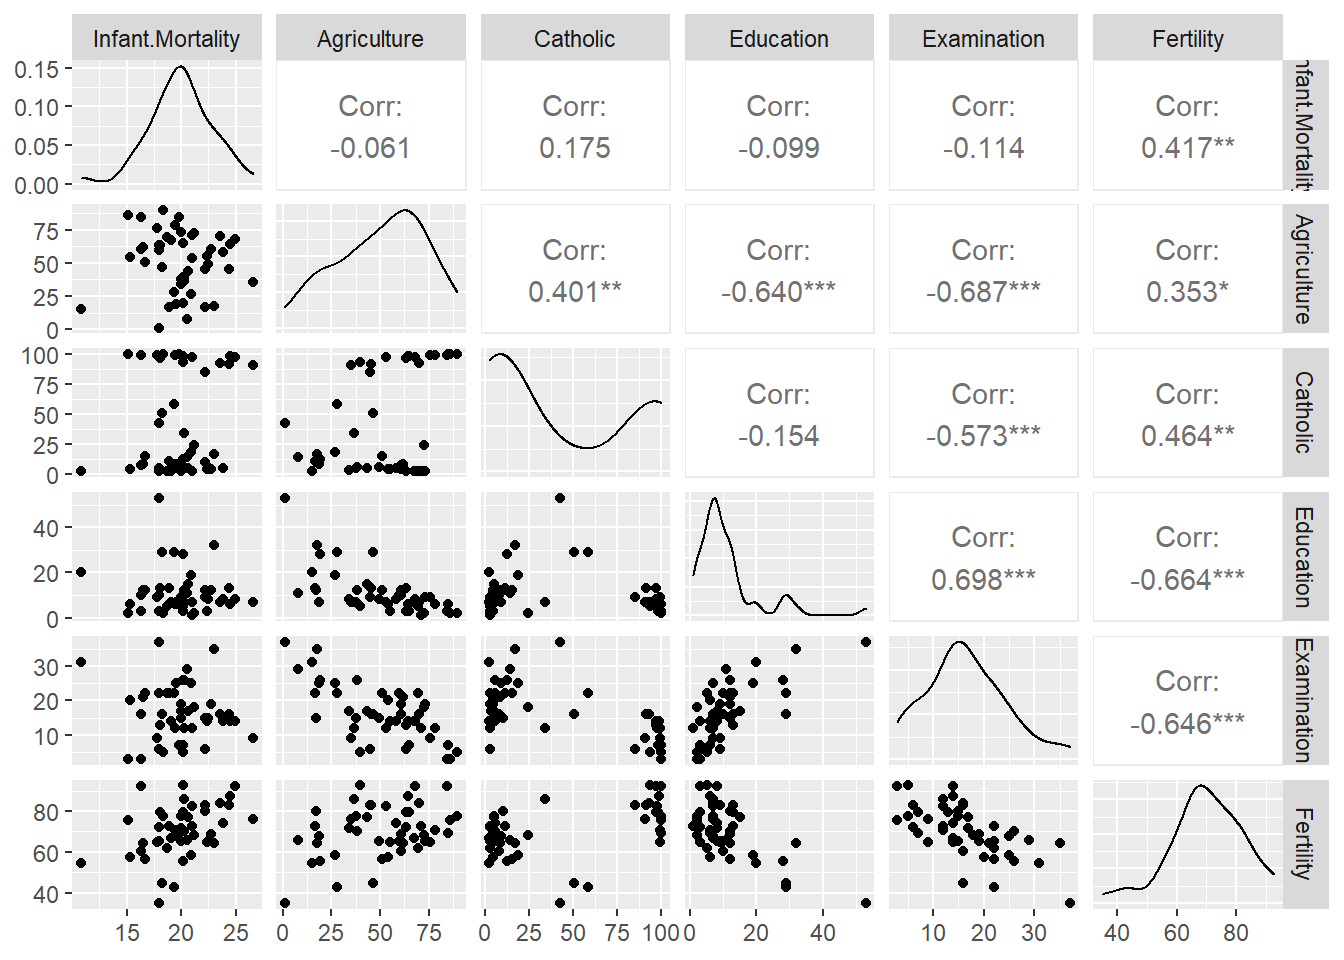 Infant.Mortality Agriculture Catholic Education Examination Fertility
0.15
0.10
0.05
0.00
Corr:
-0.061
Corr:
0.175
Corr:
-0.099
Corr:
-0.114
Corr:
0.417**
nfant.Mortalit
75
50
25
0
Corr:
0.401**
Corr:
-0.640***
Corr:
-0.687***
Corr:
0.353*
Agriculture
100
75
50
25
0
Corr:
-0.154
Corr:
-0.573***
Corr:
0.464**
Catholic
40
20
0
Corr:
0.698***
Corr:
-0.664***
Education
30
20
10
Corr:
-0.646***
Examination
80
60
40
Fertility
15 20 25 0 25 50 75 0 25 50 75 100 0 20 40 10 20 30 40 60 80